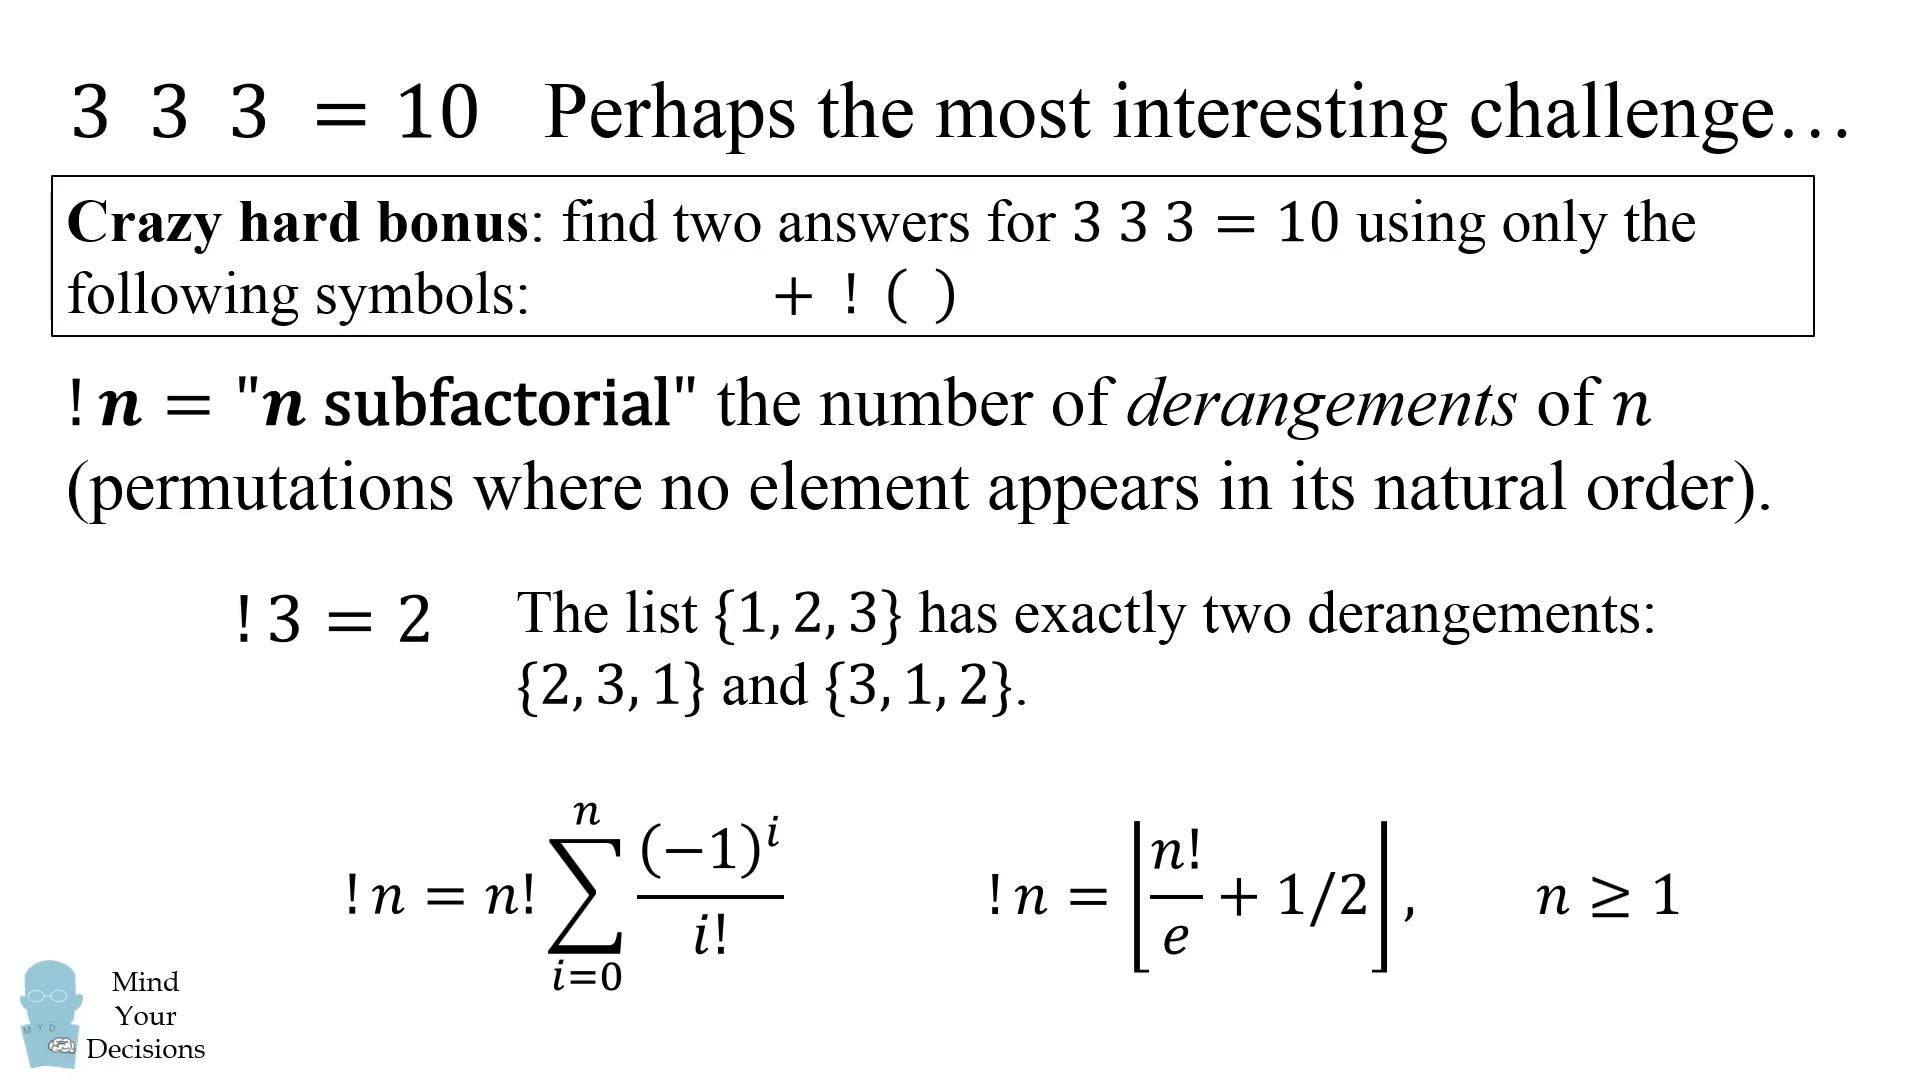 3 3 3 = 10 Perhaps the most interesting challenge…
Crazy hard bonus: find two answers for 3 3 3 = 10 using only the
following symbols: + ! ( )
!n = "n subfactorial" the number of derangements of n
(permutations where no element appears in its natural order).
!3 = 2 The list {1, 2, 3} has exactly two derangements:
{2, 3, 1} and {3, 1, 2}.
!n = n! ∑_{i=0}^{n} (−1)^i / i! !n = ⌊n!/e + 1/2⌋, n ≥ 1
M Y D
Mind
Your
Decisions